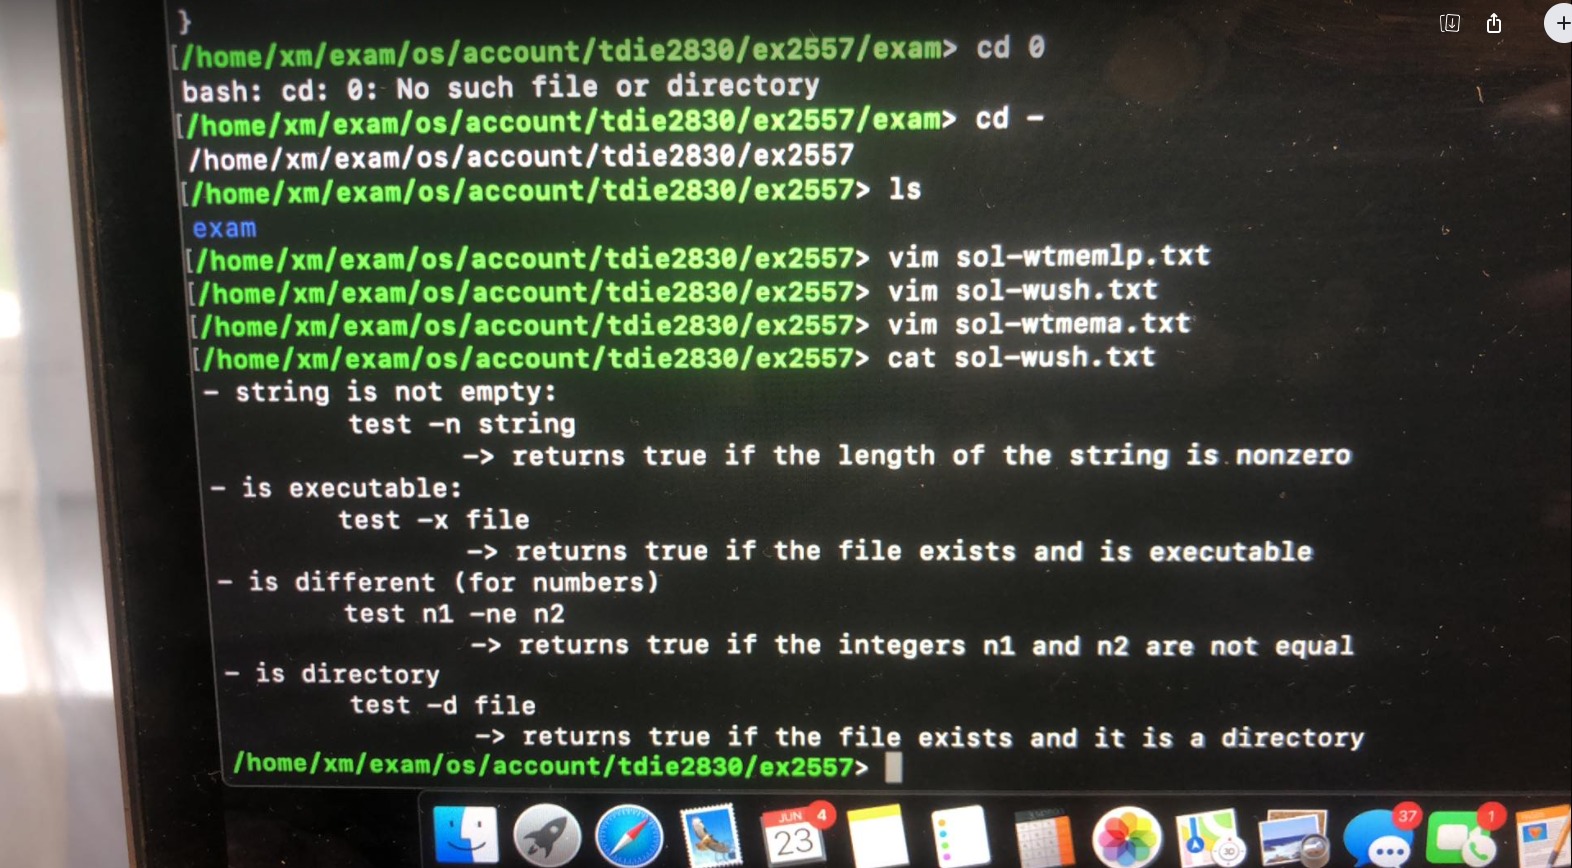 }
[/home/xm/exam/os/account/tdie2830/ex2557/exam> cd 0
bash: cd: 0: No such file or directory
[/home/xm/exam/os/account/tdie2830/ex2557/exam> cd -
/home/xm/exam/os/account/tdie2830/ex2557
[/home/xm/exam/os/account/tdie2830/ex2557> ls
exam
[/home/xm/exam/os/account/tdie2830/ex2557> vim sol-wtmemlp.txt
[/home/xm/exam/os/account/tdie2830/ex2557> vim sol-wush.txt
[/home/xm/exam/os/account/tdie2830/ex2557> vim sol-wtmema.txt
[/home/xm/exam/os/account/tdie2830/ex2557> cat sol-wush.txt
- string is not empty:
test -n string
-> returns true if the length of the string is nonzero
- is executable:
test -x file
-> returns true if the file exists and is executable
- is different (for numbers)
test n1 -ne n2
-> returns true if the integers n1 and n2 are not equal
- is directory
test -d file
-> returns true if the file exists and it is a directory
/home/xm/exam/os/account/tdie2830/ex2557>
JUN 4
23
3D
37
1